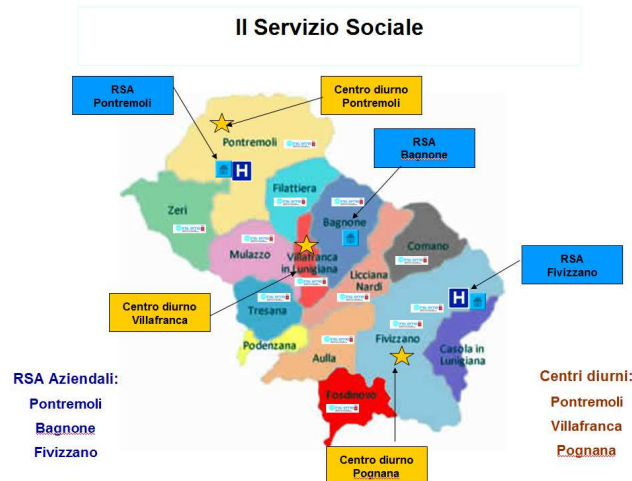 Il Servizio Sociale
RSA
Pontremoli
Centro diurno
Pontremoli
Pontremoli
RSA
Bagnone
H
Filattiera
Zeri
Bagnone
Comano
Mulazzo
Villafranca
in Lunigiana
RSA
Fivizzano
Licciana
Nardi
H
Centro diurno
Villafranca
Tresana
Fivizzano
Podenzana
Aulla
Casola in
Lunigiana
RSA Aziendali:
Pontremoli
Bagnone
Fivizzano
Fosdinovo
Centri diurni:
Pontremoli
Villafranca
Pognana
Centro diurno
Pognana